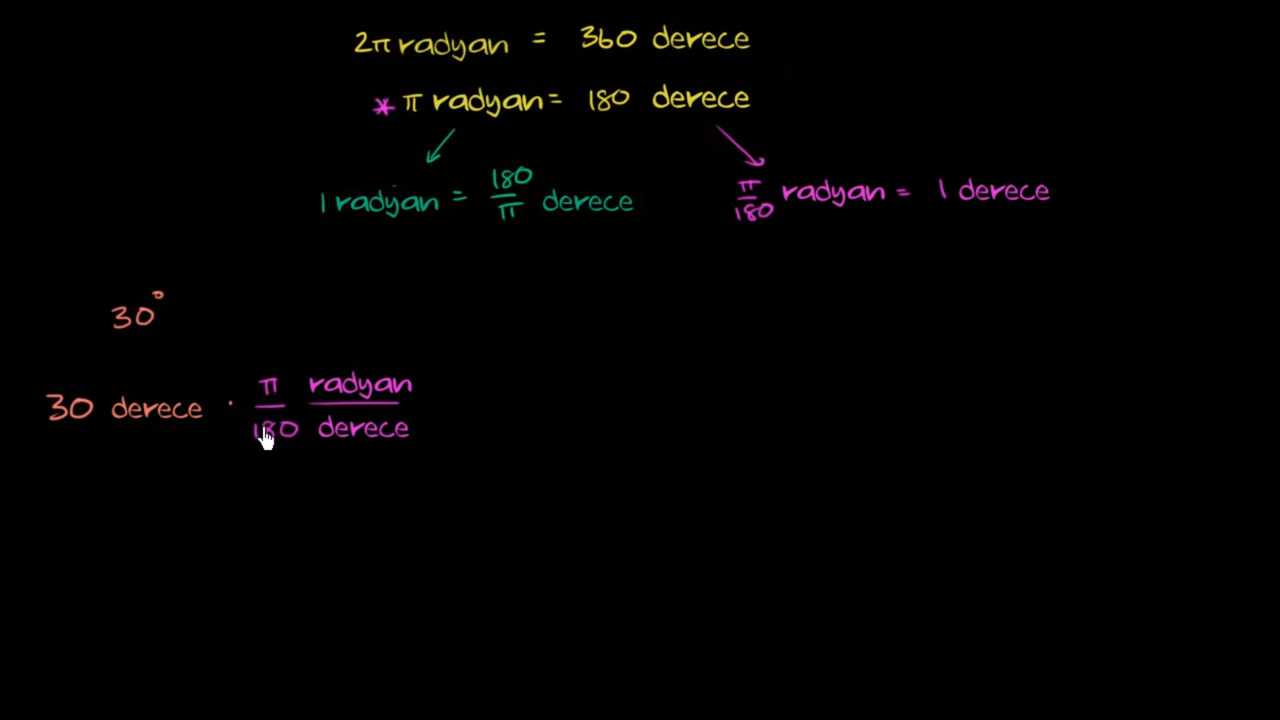 2π radyan = 360 derece
* π radyan = 180 derece
1 radyan = 180/π derece
π/180 radyan = 1 derece
30°
30 derece · π/180 radyan/derece